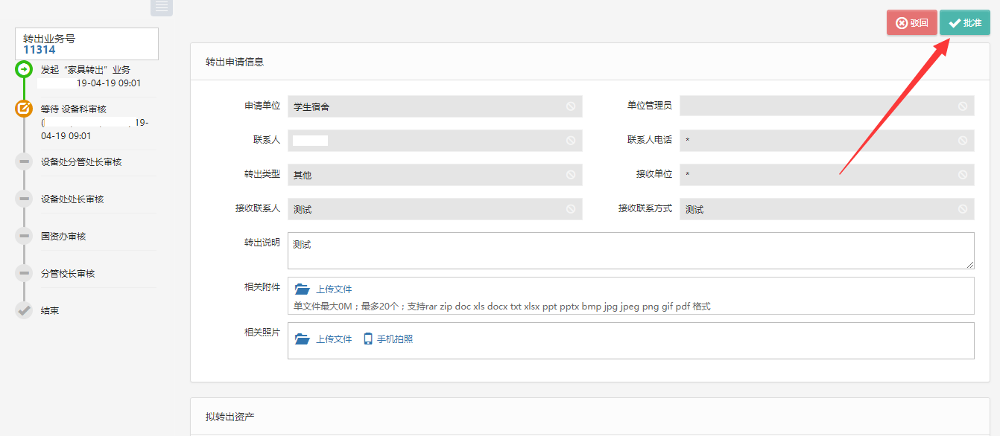 驳回
批准
转出业务号
11314
发起“家具转出”业务
19-04-19 09:01
等待 设备科审核
( , 19-
04-19 09:01
设备处分管处长审核
设备处处长审核
国资办审核
分管校长审核
结束
转出申请信息
申请单位 学生宿舍
单位管理员
联系人
联系人电话 *
转出类型 其他
接收单位 *
接收联系人 测试
接收联系方式 测试
转出说明 测试
相关附件 上传文件
单文件最大0M；最多20个；支持rar zip doc xls docx txt xlsx ppt pptx bmp jpg jpeg png gif pdf 格式
相关照片 上传文件 手机拍照
拟转出资产